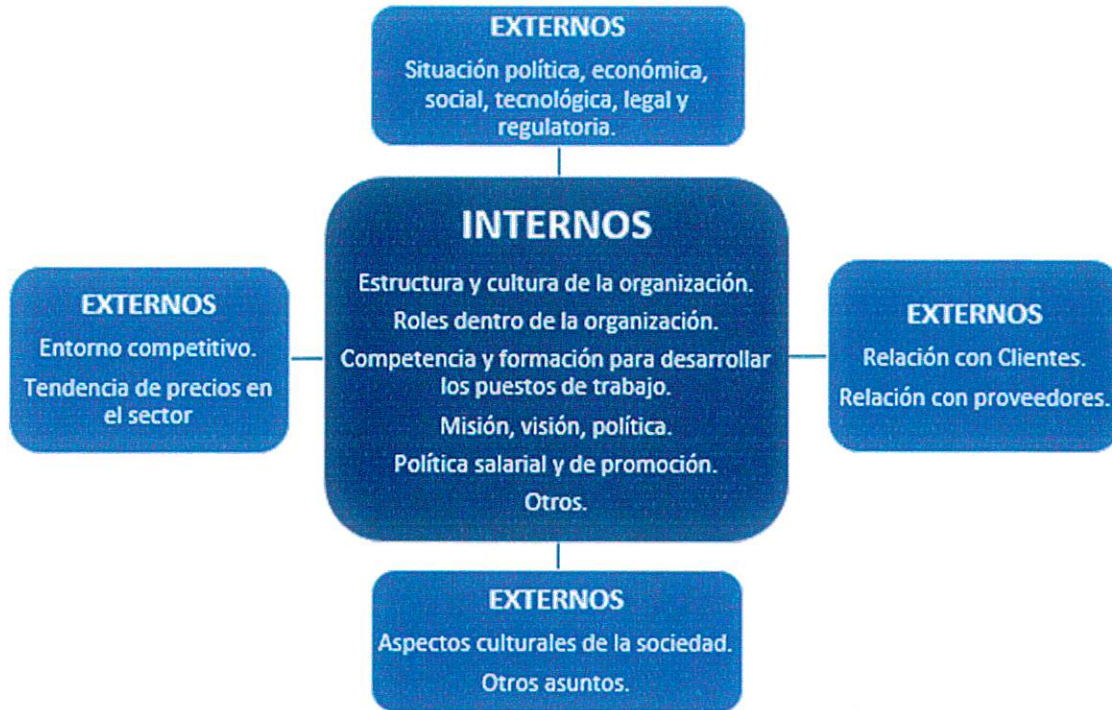 EXTERNOS
Situación política, económica,
social, tecnológica, legal y
regulatoria.
INTERNOS
Estructura y cultura de la organización.
Roles dentro de la organización.
Competencia y formación para desarrollar
los puestos de trabajo.
Misión, visión, política.
Política salarial y de promoción.
Otros.
EXTERNOS
Entorno competitivo.
Tendencia de precios en
el sector
EXTERNOS
Relación con Clientes.
Relación con proveedores.
EXTERNOS
Aspectos culturales de la sociedad.
Otros asuntos.